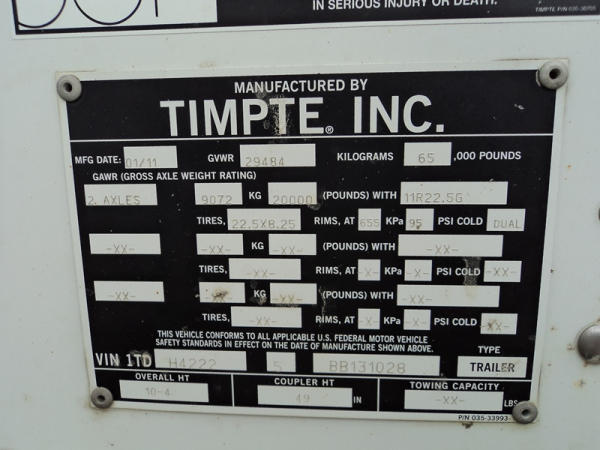 IN SERIOUS INJURY OR DEATH.
TIMPTE P/N 035-30705
MANUFACTURED BY
TIMPTE® INC.
MFG DATE: 01/11 GVWR 29484 KILOGRAMS 65 ,000 POUNDS
GAWR (GROSS AXLE WEIGHT RATING)
2. AXLES 9072 KG 20000 (POUNDS) WITH 11R22.5G
TIRES, 22.5X8.25 RIMS, AT 655 KPa 95 PSI COLD DUAL
-XX- -XX- KG -XX- (POUNDS) WITH -XX-
TIRES, -XX- RIMS, AT -X- KPa -X- PSI COLD -XX-
-XX- -XX- KG -XX- (POUNDS) WITH -XX-
TIRES, -XX- RIMS, AT -X- KPa -X- PSI COLD -XX-
THIS VEHICLE CONFORMS TO ALL APPLICABLE U.S. FEDERAL MOTOR VEHICLE
SAFETY STANDARDS IN EFFECT ON THE DATE OF MANUFACTURE SHOWN ABOVE. TYPE
VIN 1TD H4222 5 BB131028 TRAILER
OVERALL HT COUPLER HT TOWING CAPACITY
10-4 49 IN -XX- LBS
P/N 035-33993-